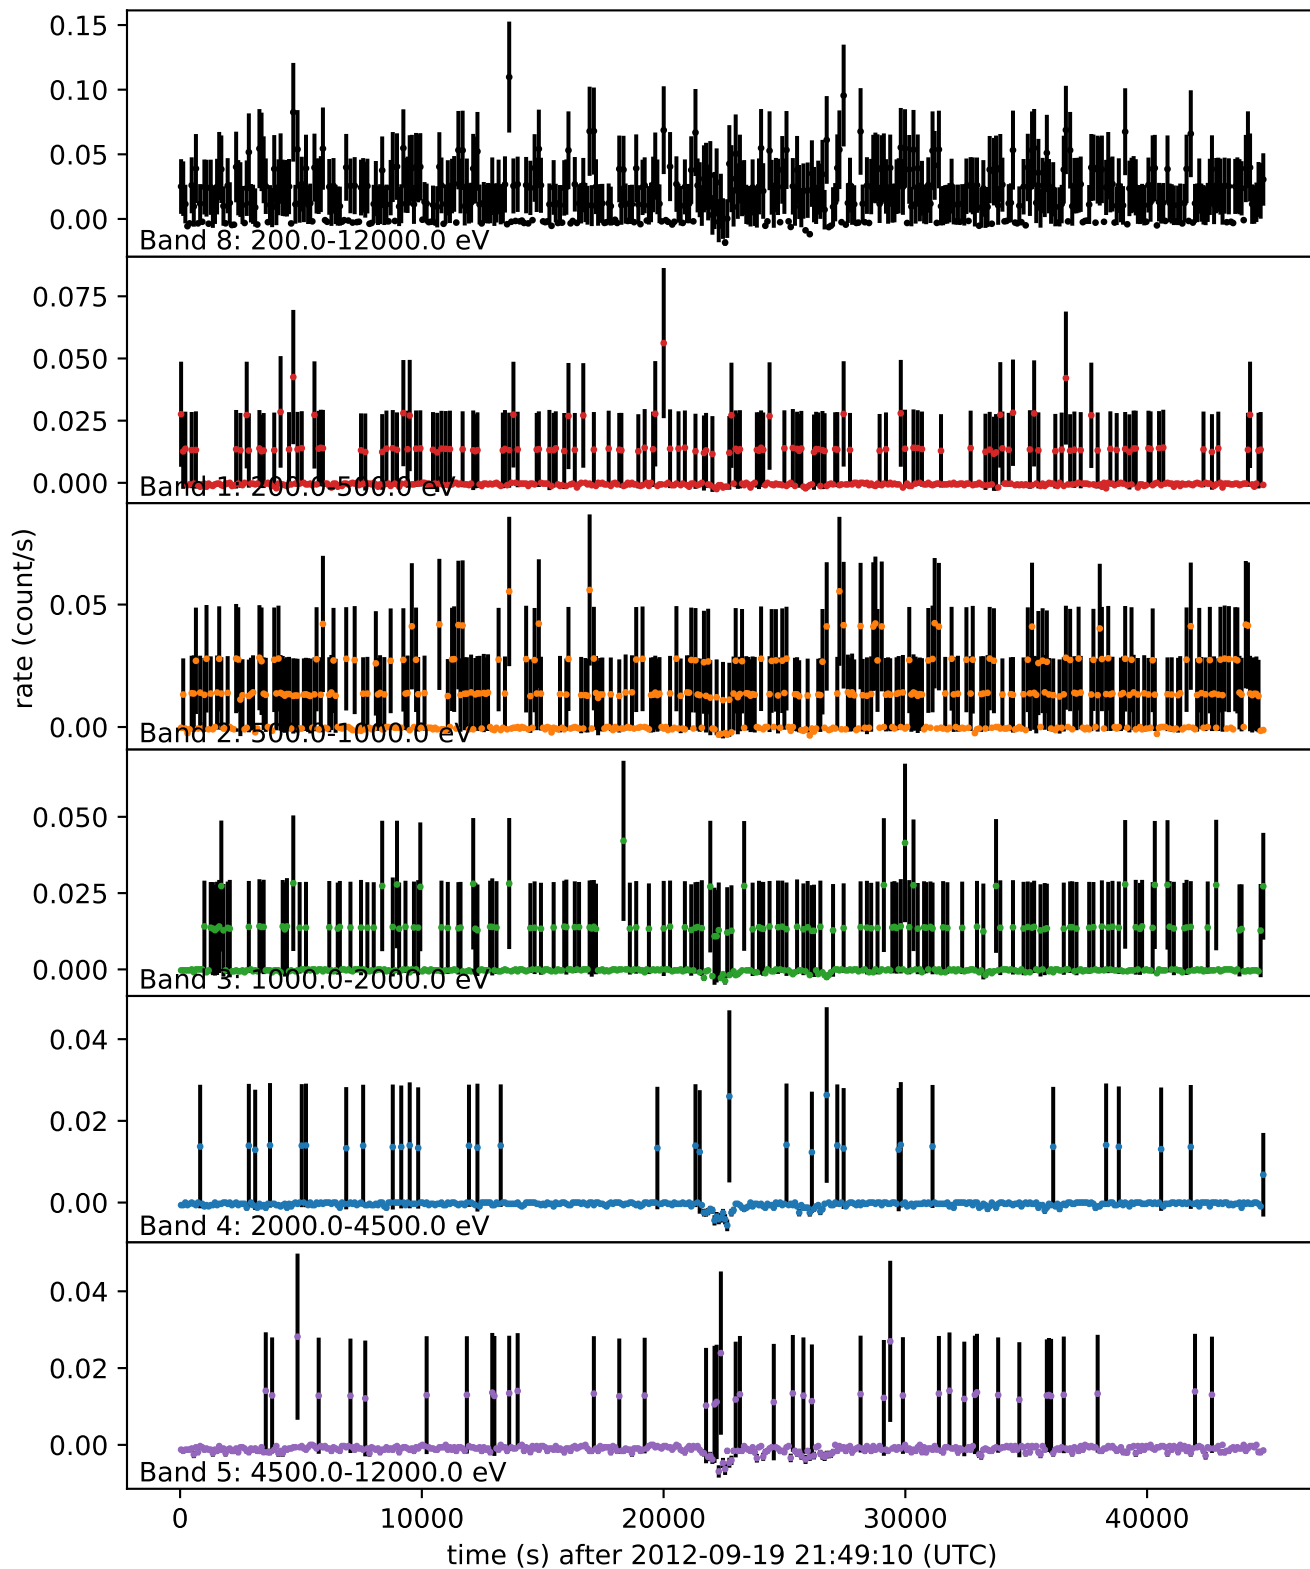 0.15
0.10
0.05
0.00
Band 8: 200.0-12000.0 eV
0.075
0.050
0.025
0.000
Band 1: 200.0-500.0 eV
rate (count/s)
0.05
0.00
Band 2: 500.0-1000.0 eV
0.050
0.025
0.000
Band 3: 1000.0-2000.0 eV
0.04
0.02
0.00
Band 4: 2000.0-4500.0 eV
0.04
0.02
0.00
Band 5: 4500.0-12000.0 eV
0 10000 20000 30000 40000
time (s) after 2012-09-19 21:49:10 (UTC)